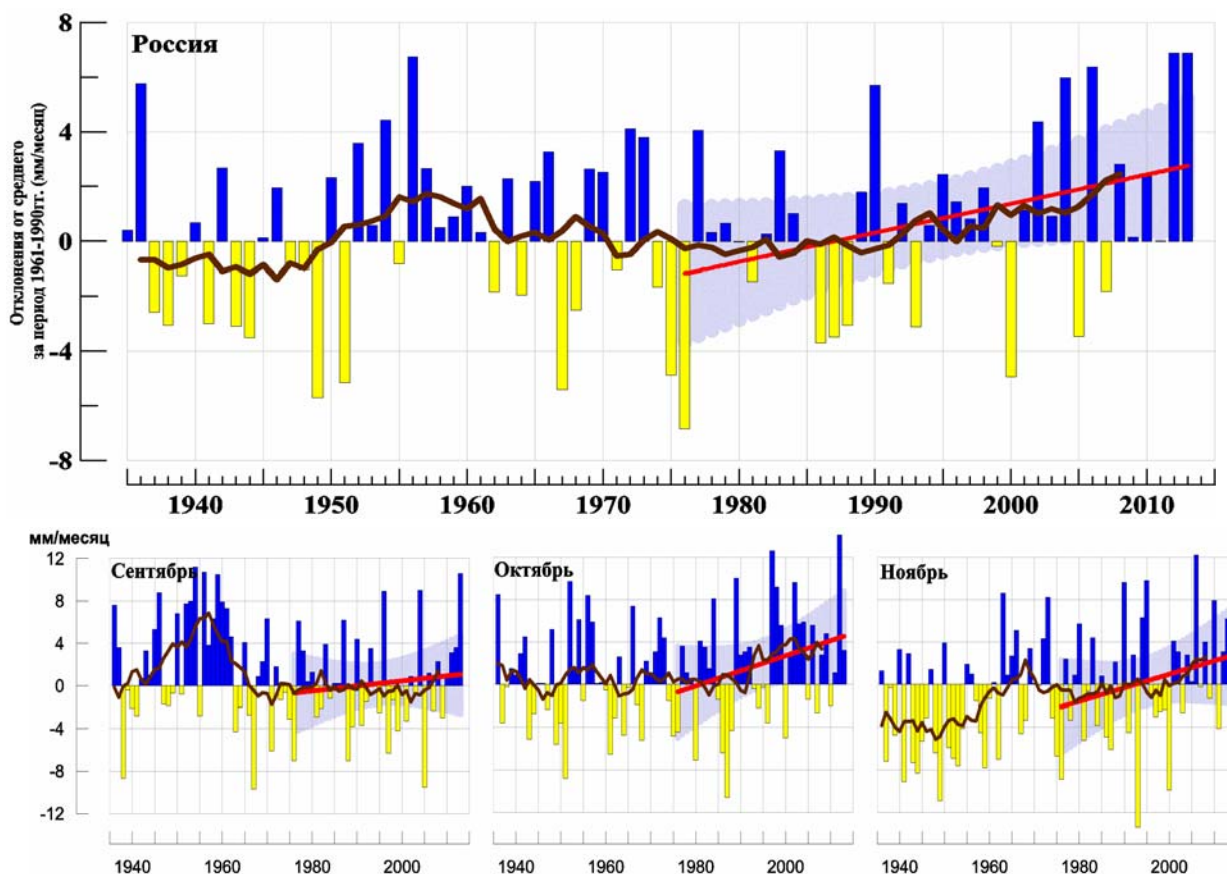 8
Россия
4
0
-4
-8
Отклонения от среднего
за период 1961-1990гг. (мм/месяц)
1940 1950 1960 1970 1980 1990 2000 2010
мм/месяц
12
8
4
0
-4
-8
-12
Сентябрь
Октябрь
Ноябрь
1940 1960 1980 2000
1940 1960 1980 2000
1940 1960 1980 2000